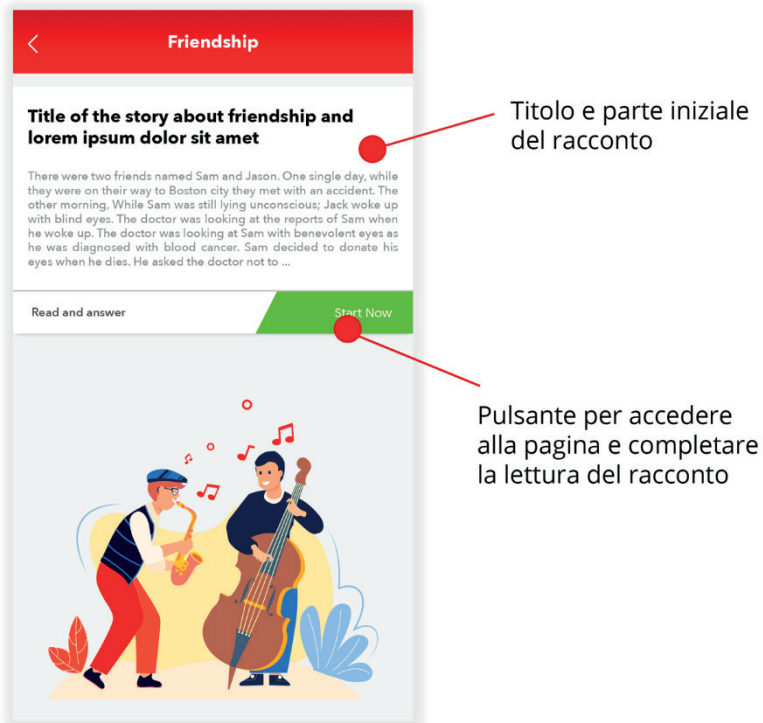 Friendship
Title of the story about friendship and
lorem ipsum dolor sit amet
There were two friends named Sam and Jason. One single day, while
they were on their way to Boston city they met with an accident. The
other morning, While Sam was still lying unconscious; Jack woke up
with blind eyes. The doctor was looking at the reports of Sam when
he woke up. The doctor was looking at Sam with benevolent eyes as
he was diagnosed with blood cancer. Sam decided to donate his
eyes when he dies. He asked the doctor not to ...
Read and answer
Start Now
Titolo e parte iniziale
del racconto
Pulsante per accedere
alla pagina e completare
la lettura del racconto